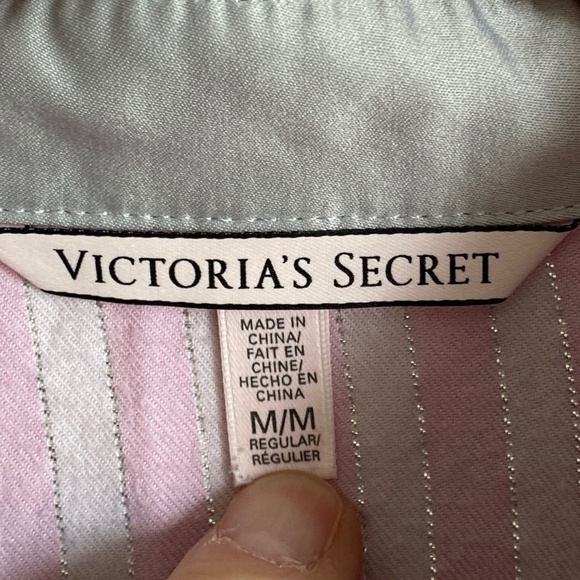 VICTORIA'S SECRET
MADE IN
CHINA/
FAIT EN
CHINE/
HECHO EN
CHINA
M/M
REGULAR/
RÉGULIER